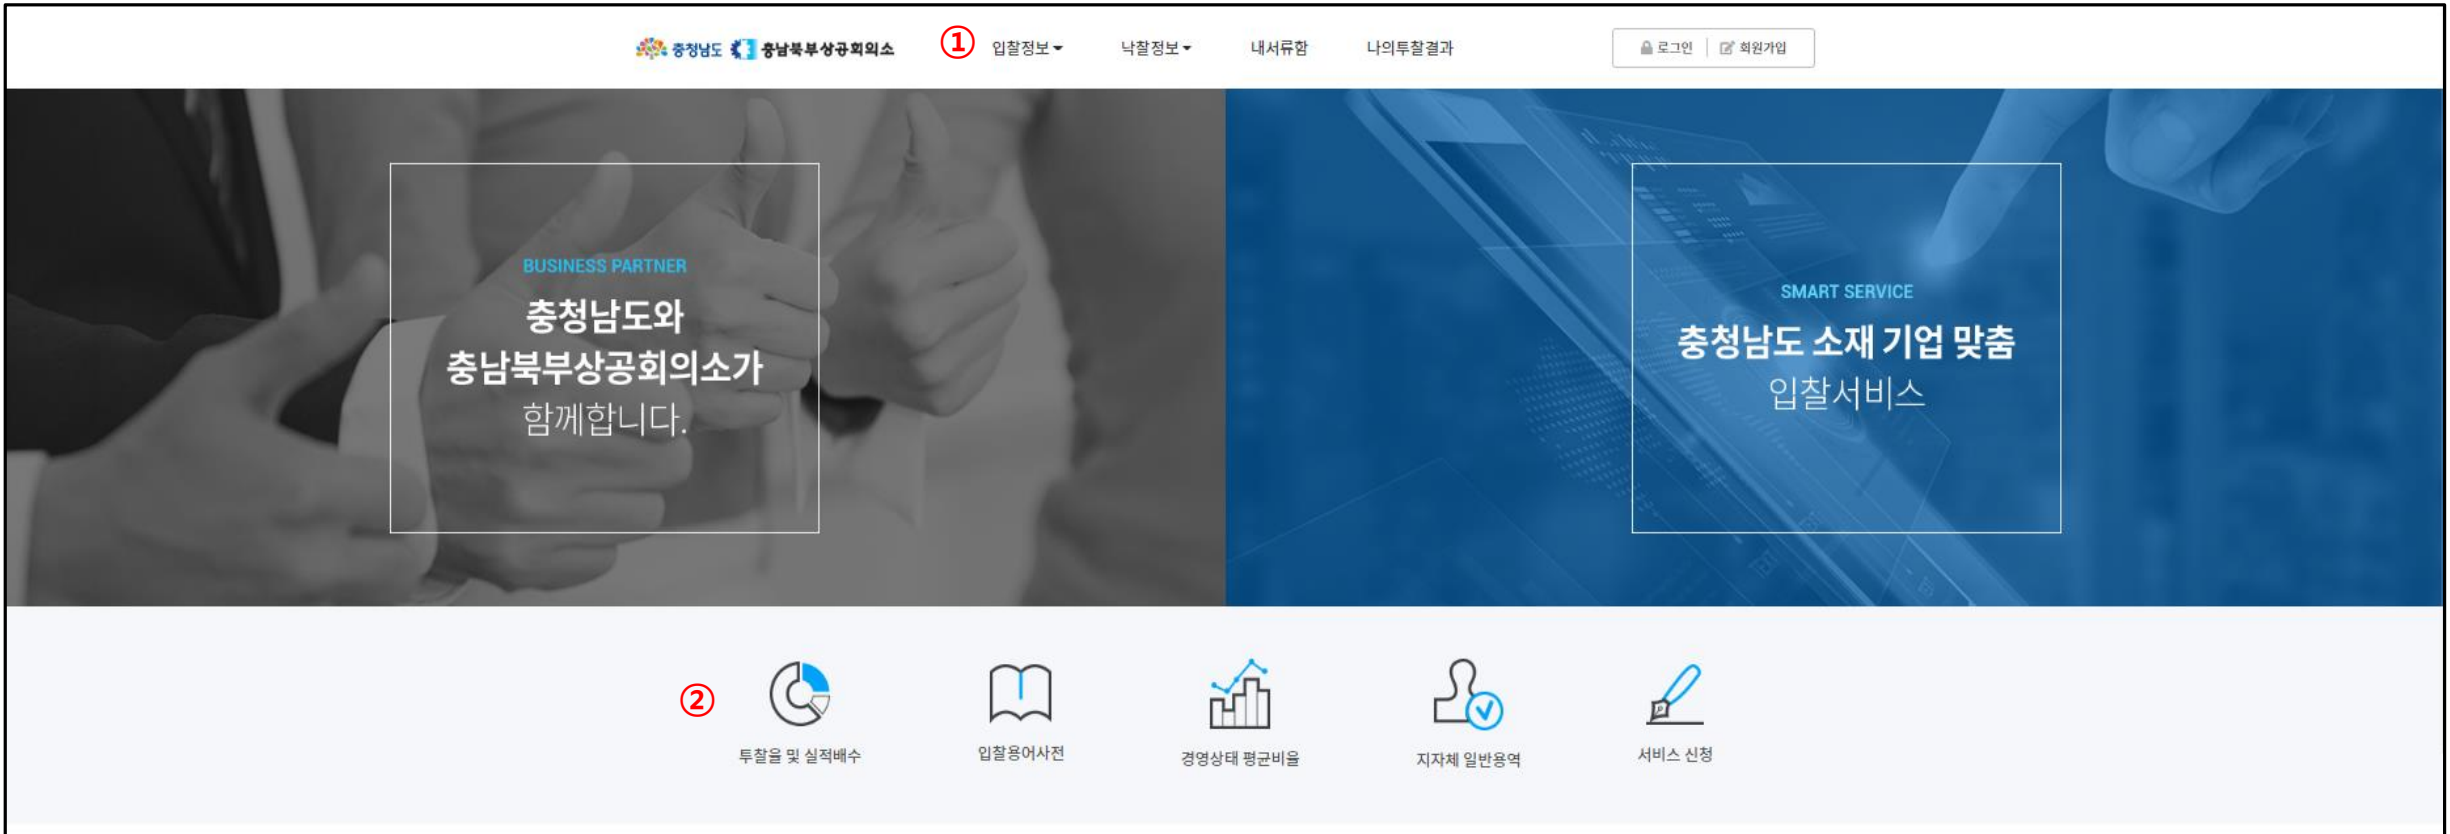 충청남도 충남북부상공회의소 ① 입찰정보 낙찰정보 내서류함 나의투찰결과 로그인 회원가입
BUSINESS PARTNER
충청남도와
충남북부상공회의소가
함께합니다.
SMART SERVICE
충청남도 소재 기업 맞춤
입찰서비스
②
투찰율 및 실적배수 입찰용어사전 경영상태 평균비율 지자체 일반용역 서비스 신청